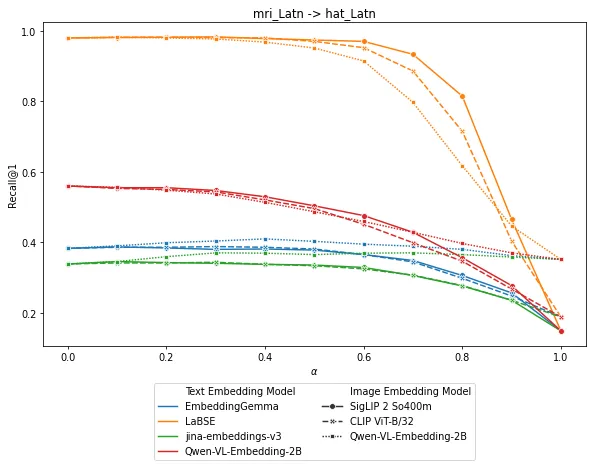 mri_Latn -> hat_Latn
1.0
0.8
0.6
0.4
0.2
Recall@1
0.0 0.2 0.4 0.6 0.8 1.0
α
Text Embedding Model Image Embedding Model
EmbeddingGemma SigLIP 2 So400m
LaBSE CLIP ViT-B/32
jina-embeddings-v3 Qwen-VL-Embedding-2B
Qwen-VL-Embedding-2B